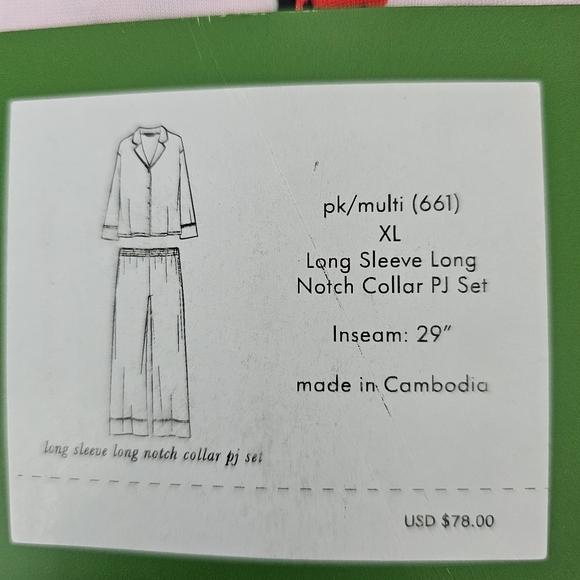 pk/multi (661)
XL
Long Sleeve Long
Notch Collar PJ Set
Inseam: 29"
made in Cambodia
long sleeve long notch collar pj set
USD $78.00